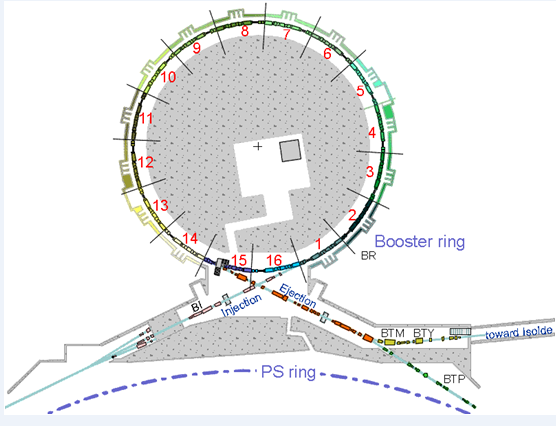 8
7
9
6
10
5
11
4
12
3
13
2
14
1
15
16
Booster ring
BR
BI
Injection
Ejection
BTM
BTY
toward isolde
PS ring
BTP